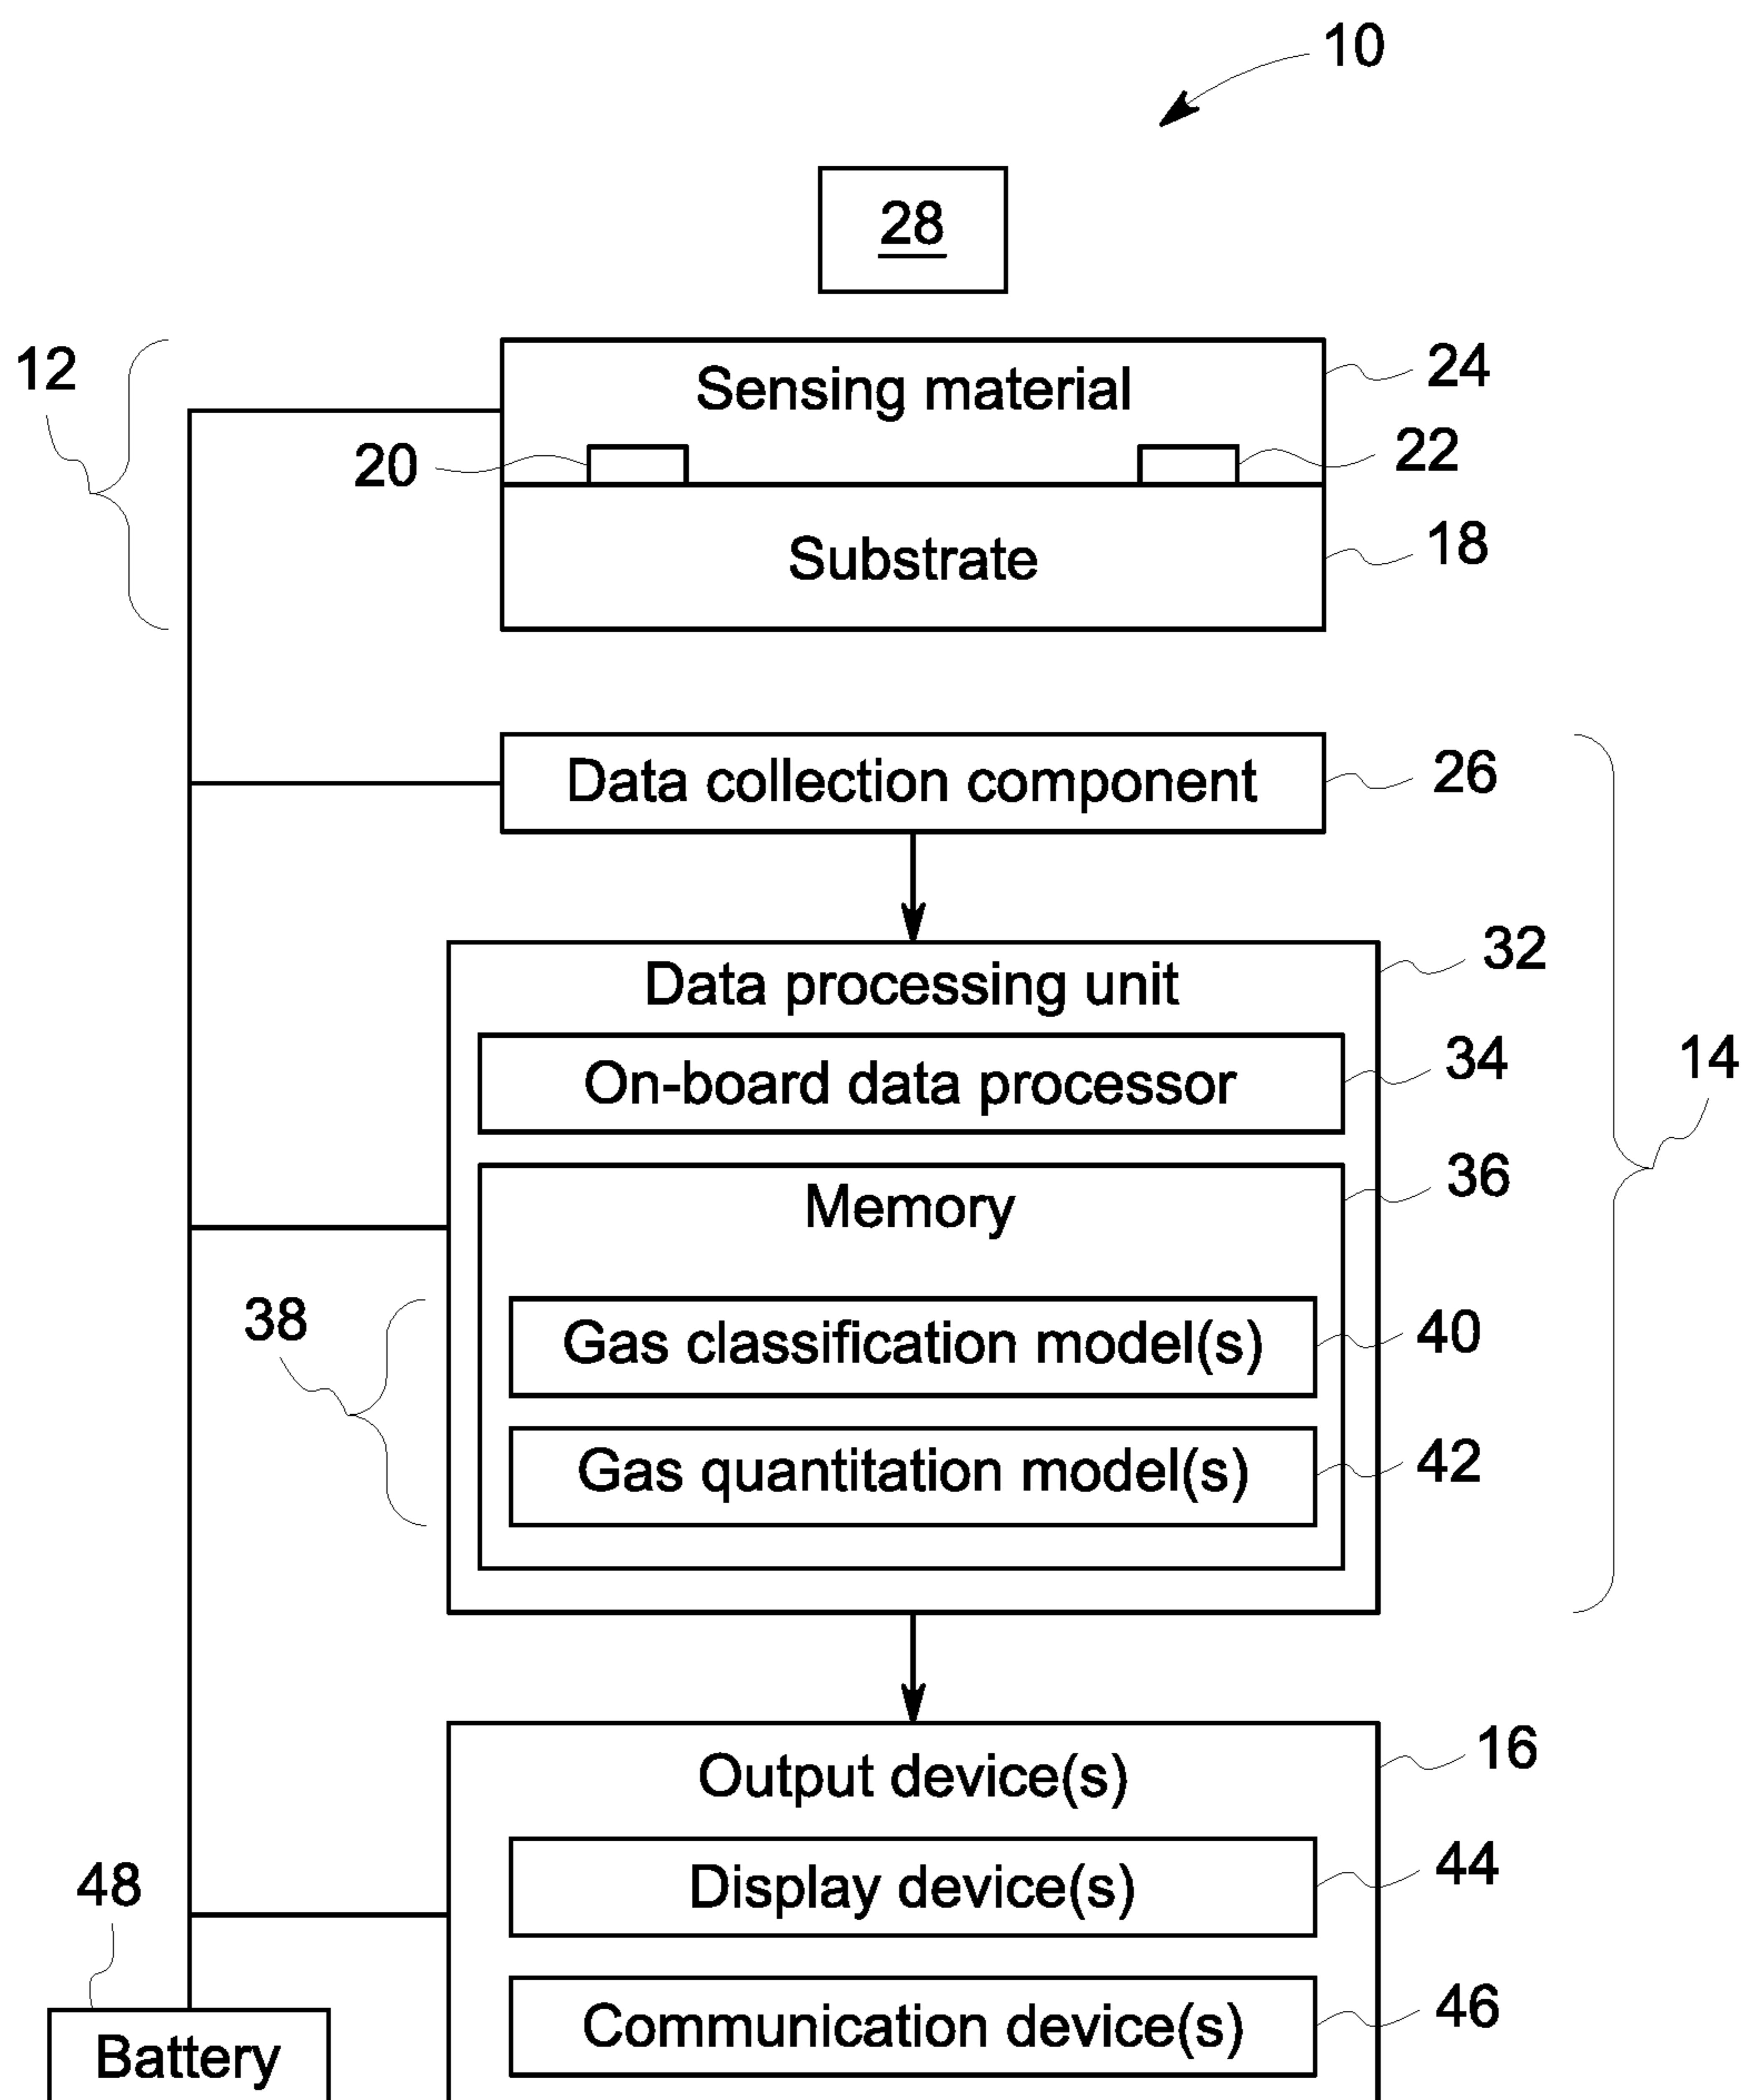 10
28
12
Sensing material
24
20
22
Substrate
18
Data collection component
26
Data processing unit
32
On-board data processor
34
14
Memory
36
38
Gas classification model(s)
40
Gas quantitation model(s)
42
Output device(s)
16
48
Display device(s)
44
Communication device(s)
46
Battery